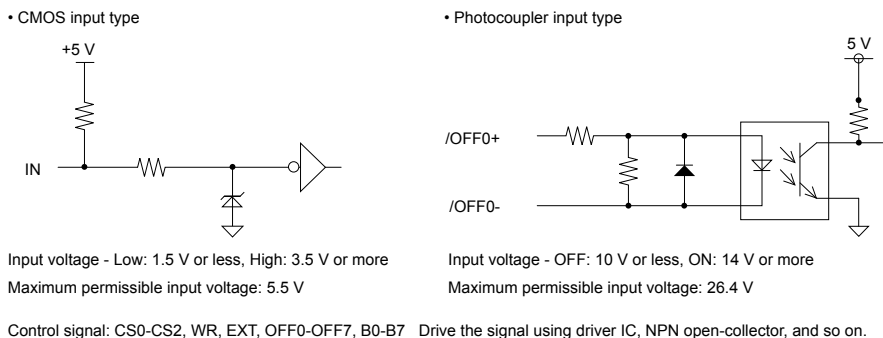 • CMOS input type
+5 V
IN
Input voltage - Low: 1.5 V or less, High: 3.5 V or more
Maximum permissible input voltage: 5.5 V
• Photocoupler input type
5 V
/OFF0+
/OFF0-
Input voltage - OFF: 10 V or less, ON: 14 V or more
Maximum permissible input voltage: 26.4 V
Control signal: CS0-CS2, WR, EXT, OFF0-OFF7, B0-B7 Drive the signal using driver IC, NPN open-collector, and so on.